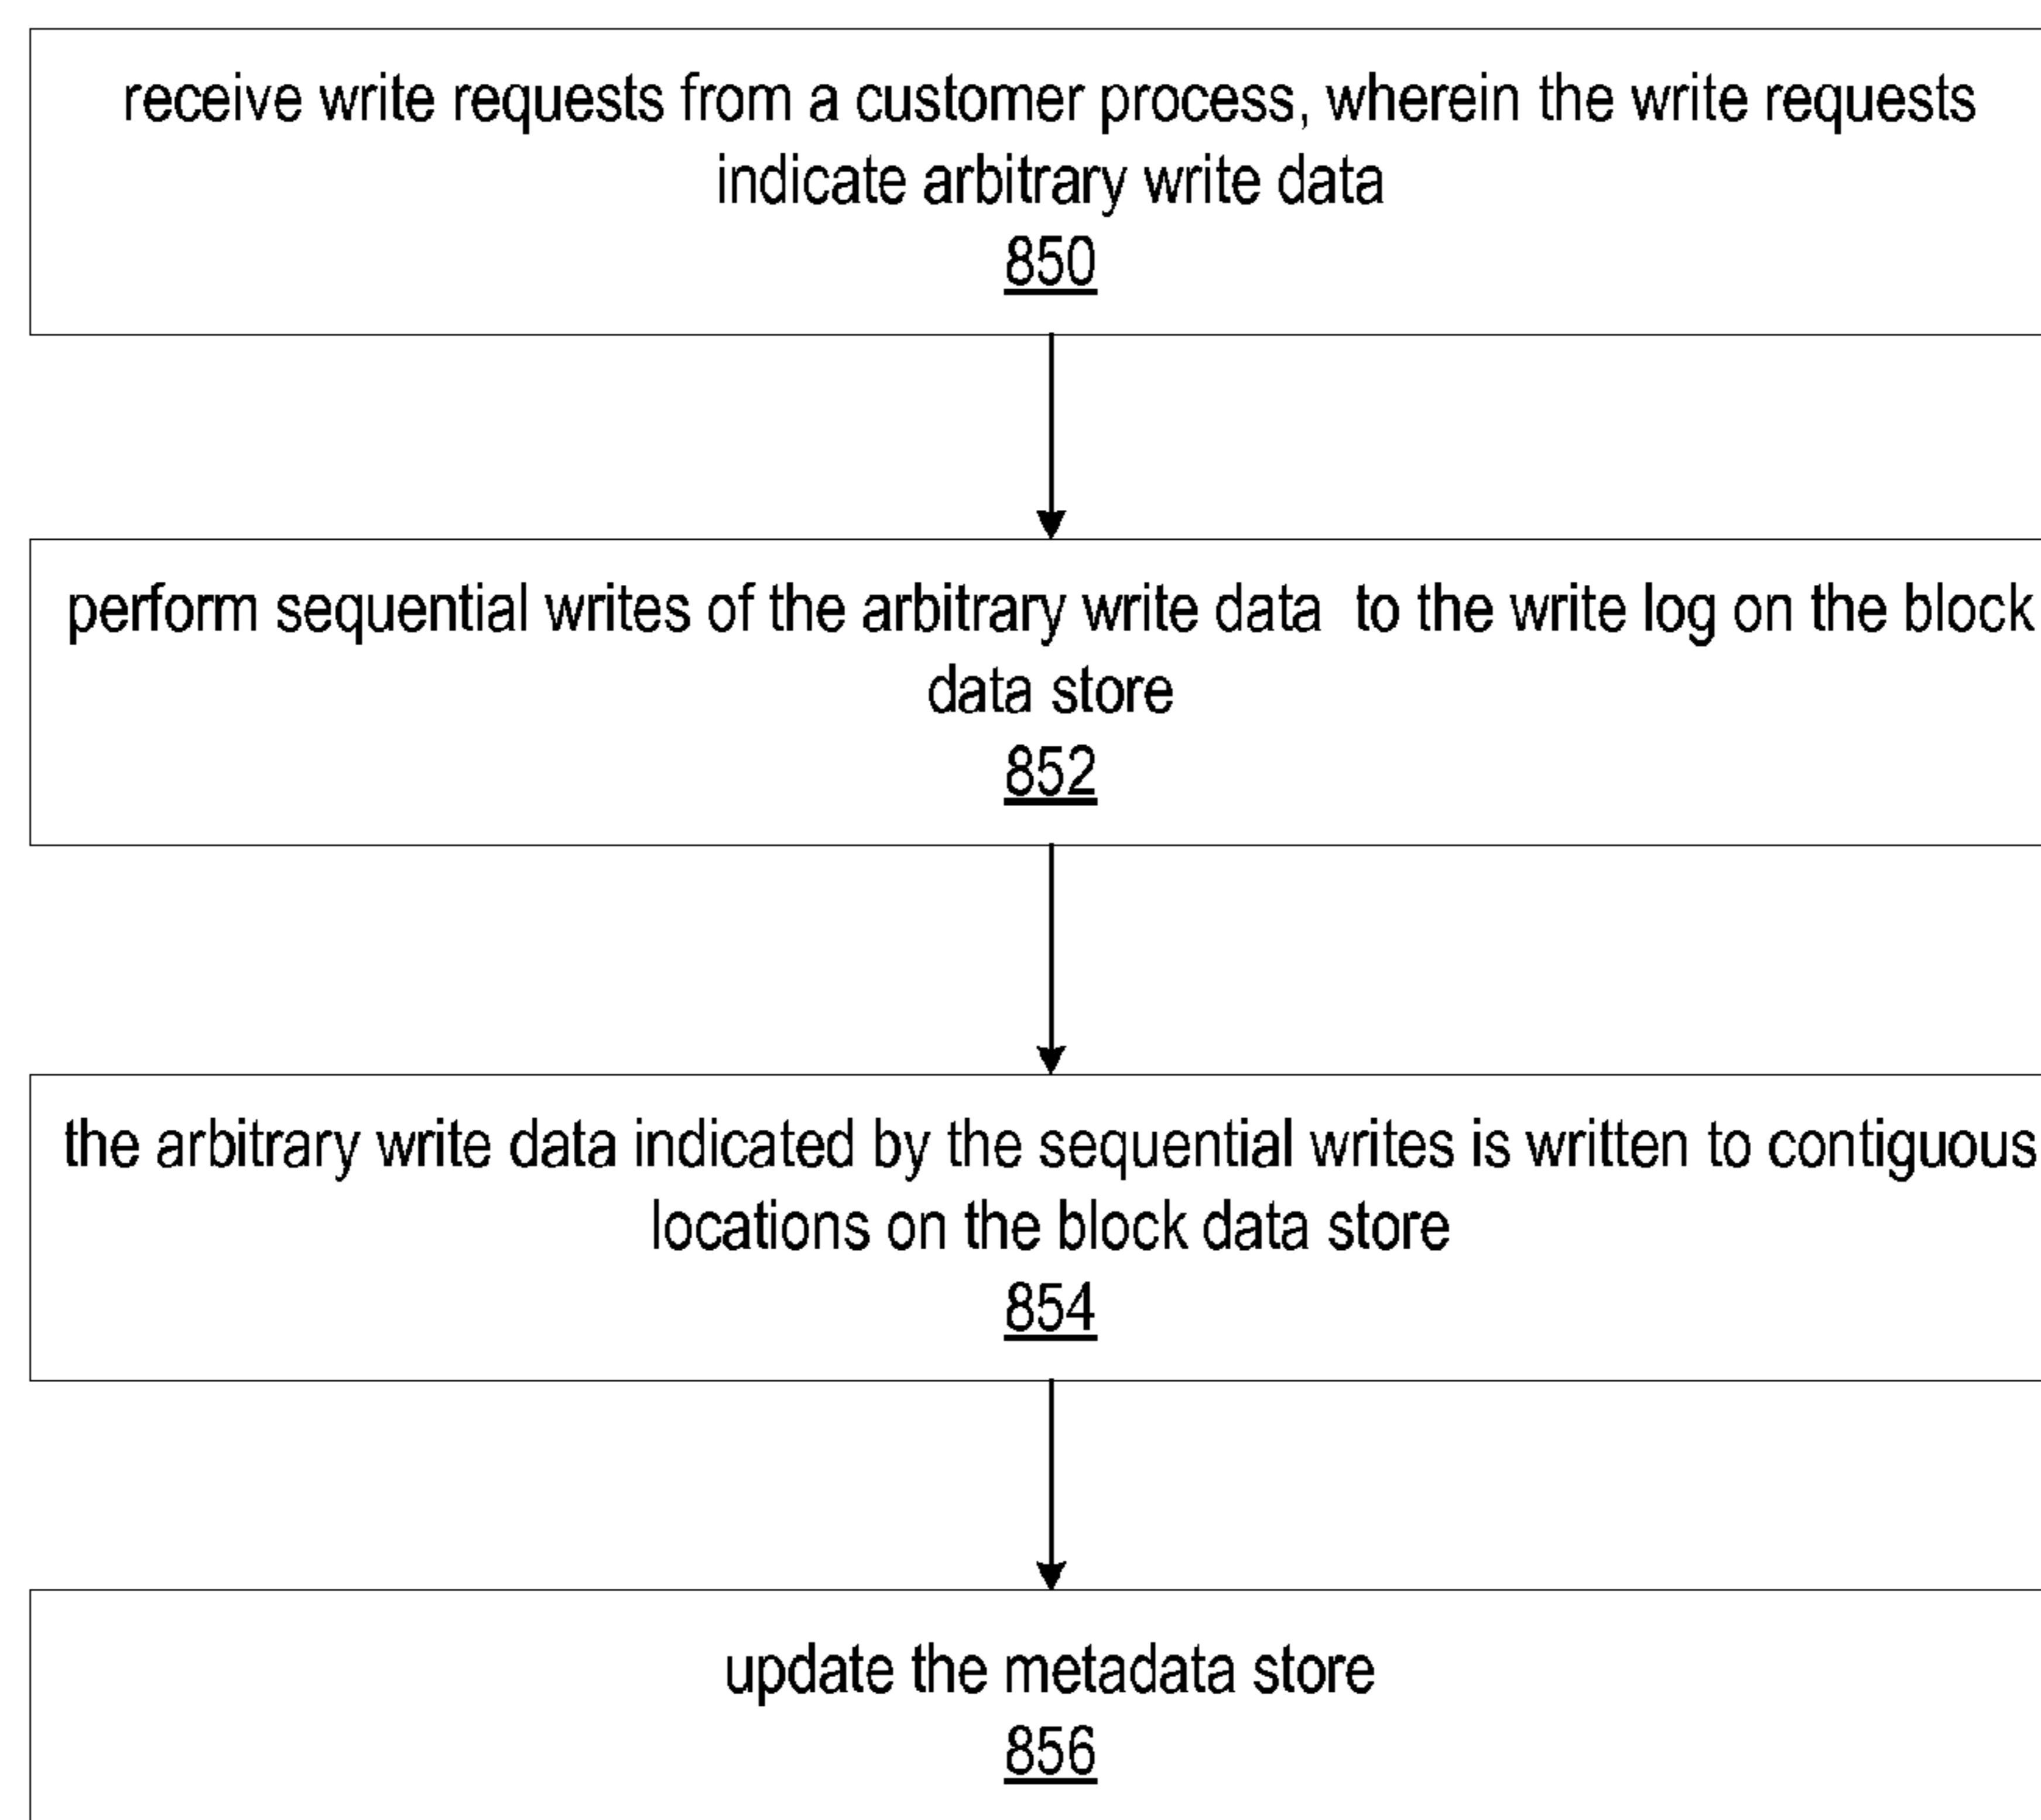 receive write requests from a customer process, wherein the write requests
indicate arbitrary write data
850
perform sequential writes of the arbitrary write data to the write log on the block
data store
852
the arbitrary write data indicated by the sequential writes is written to contiguous
locations on the block data store
854
update the metadata store
856